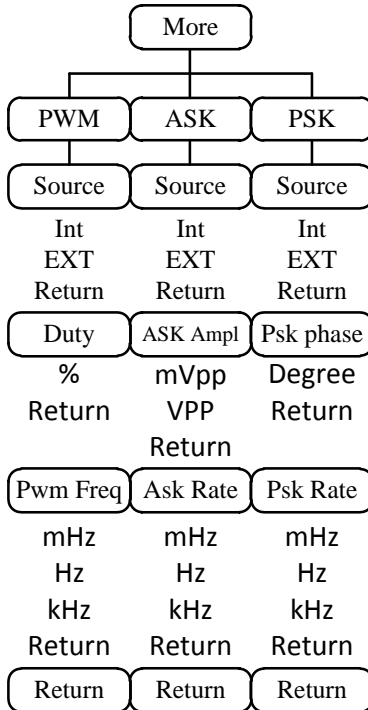 More
PWM ASK PSK
Source Source Source
Int Int Int
EXT EXT EXT
Return Return Return
Duty ASK Ampl Psk phase
% mVpp Degree
Return VPP Return
Return
Pwm Freq Ask Rate Psk Rate
mHz mHz mHz
Hz Hz Hz
kHz kHz kHz
Return Return Return
Return Return Return